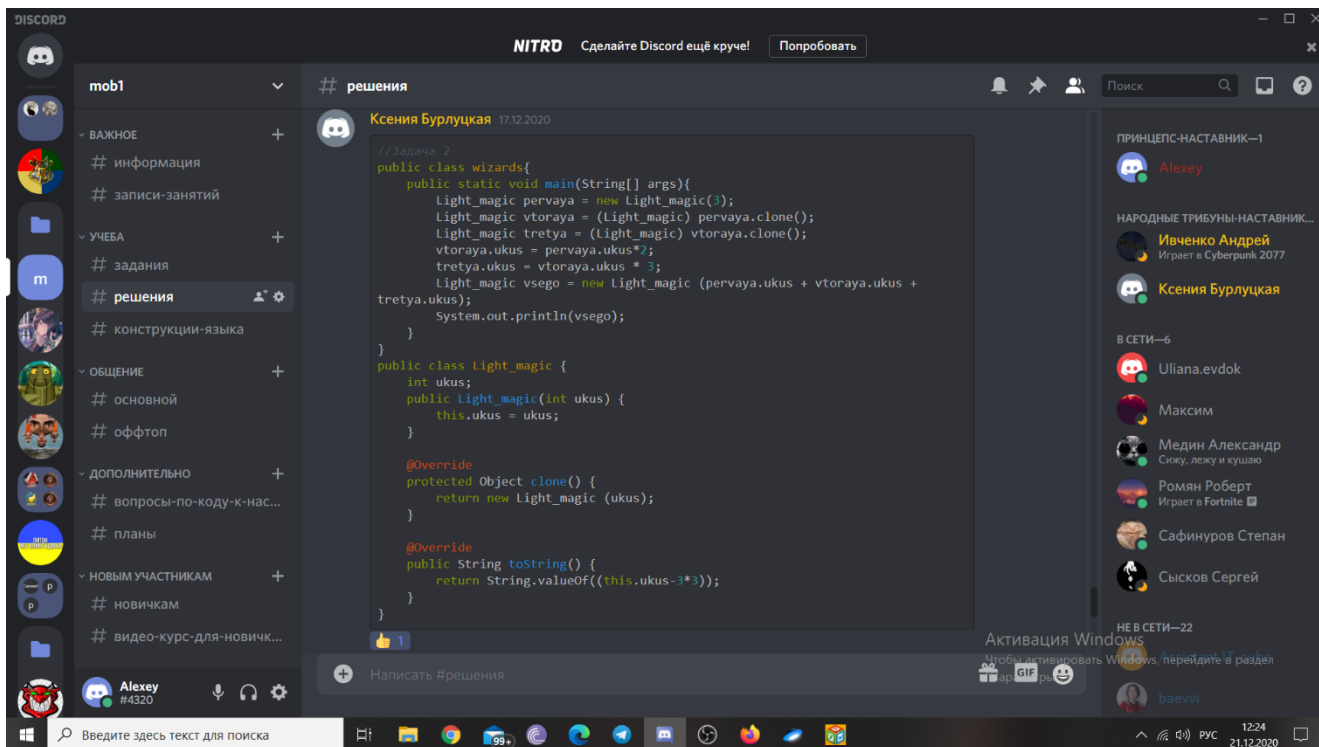 DISCORD
NITRO Сделайте Discord ещё круче! Попробовать
mob1
ВАЖНОЕ
информация
записи-занятий
УЧЕБА
задания
решения
конструкции-языка
ОБЩЕНИЕ
основной
оффтоп
ДОПОЛНИТЕЛЬНО
вопросы-по-коду-к-нас...
планы
НОВЫМ УЧАСТНИКАМ
новичкам
видео-курс-для-новичк...
Alexey
#4320
m
p
p
# решения
Поиск
Ксения Бурлуцкая 17.12.2020
//Задача 2
public class wizards{
public static void main(String[] args){
Light_magic pervaya = new Light_magic(3);
Light_magic vtoraya = (Light_magic) pervaya.clone();
Light_magic tretya = (Light_magic) vtoraya.clone();
vtoraya.ukus = pervaya.ukus*2;
tretya.ukus = vtoraya.ukus * 3;
Light_magic vsego = new Light_magic (pervaya.ukus + vtoraya.ukus +
tretya.ukus);
System.out.println(vsego);
}
}
public class Light_magic {
int ukus;
public Light_magic(int ukus) {
this.ukus = ukus;
}
@Override
protected Object clone() {
return new Light_magic (ukus);
}
@Override
public String toString() {
return String.valueOf((this.ukus-3*3));
}
}
1
Написать #решения
GIF
ПРИНЦЕПС-НАСТАВНИК—1
Alexey
НАРОДНЫЕ ТРИБУНЫ-НАСТАВНИК...
Ивченко Андрей
Играет в Cyberpunk 2077
Ксения Бурлуцкая
В СЕТИ—6
Uliana.evdok
Максим
Медин Александр
Сижу, лежу и кушаю
Ромян Роберт
Играет в Fortnite
Сафинуров Степан
Сысков Сергей
НЕ В СЕТИ—22
baevvi
Активация Windows
Чтобы активировать Windows, перейдите в раздел
Введите здесь текст для поиска
99+
РУС
12:24
21.12.2020